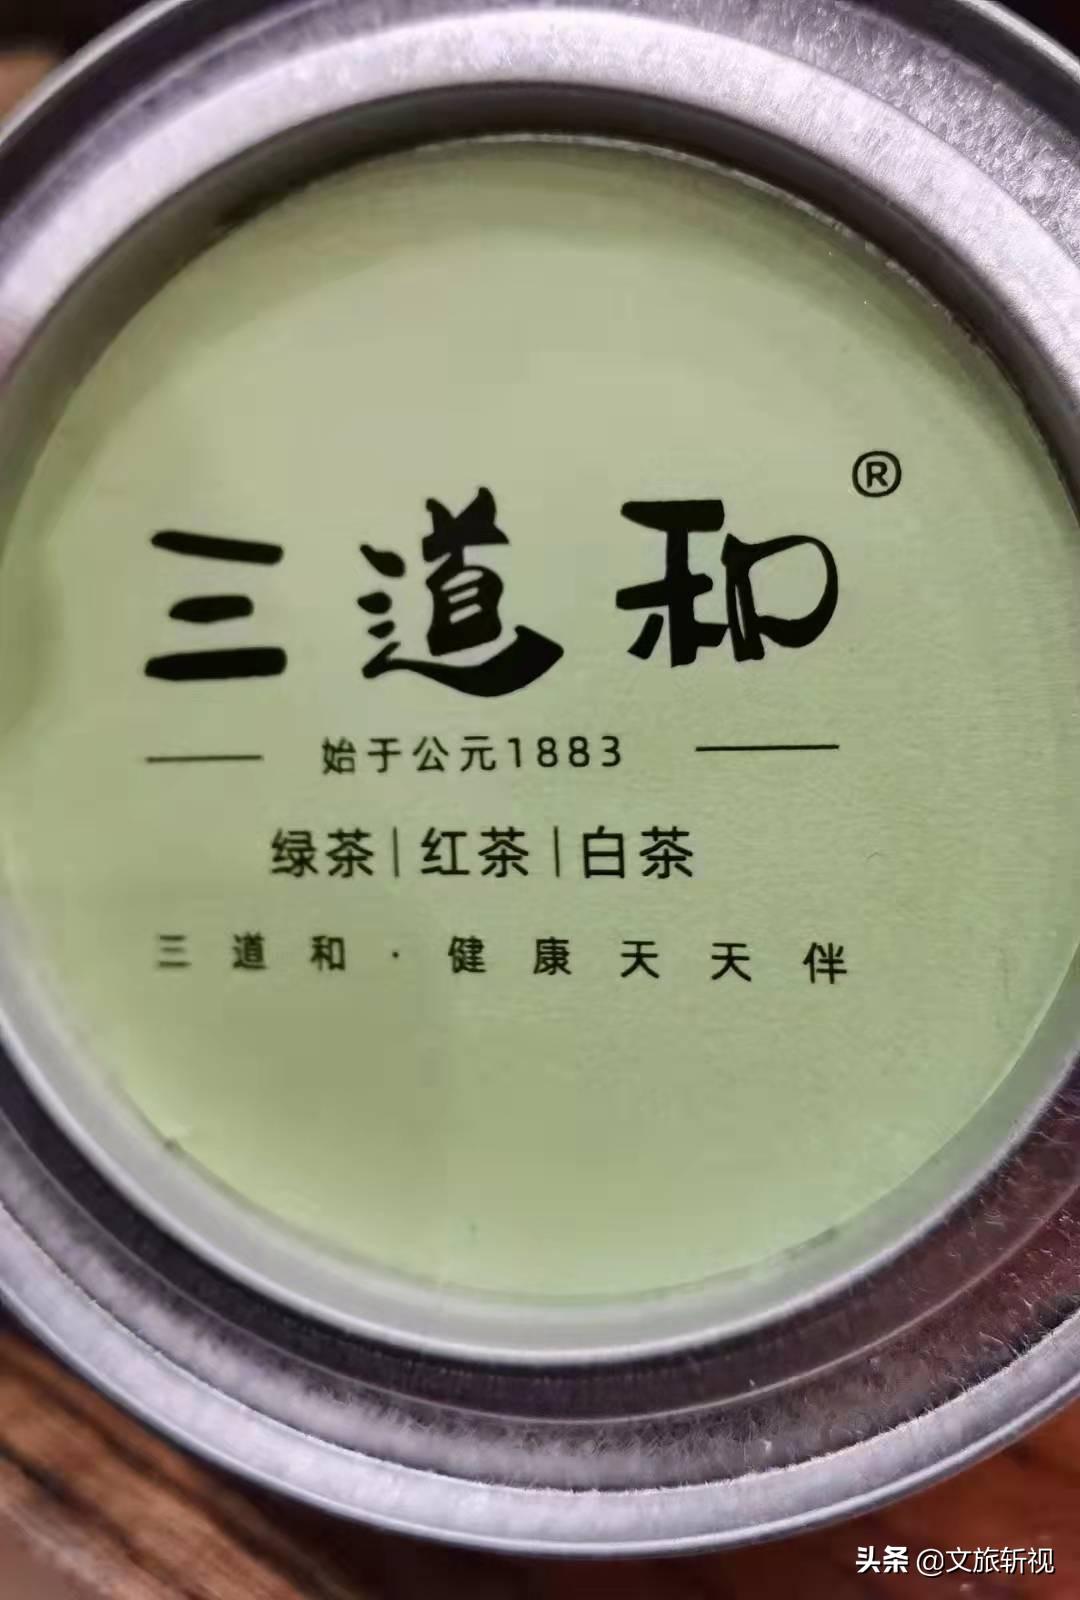 三道和®
始于公元1883
绿茶|红茶|白茶
三道和·健康天天伴
头条 @文旅斩视